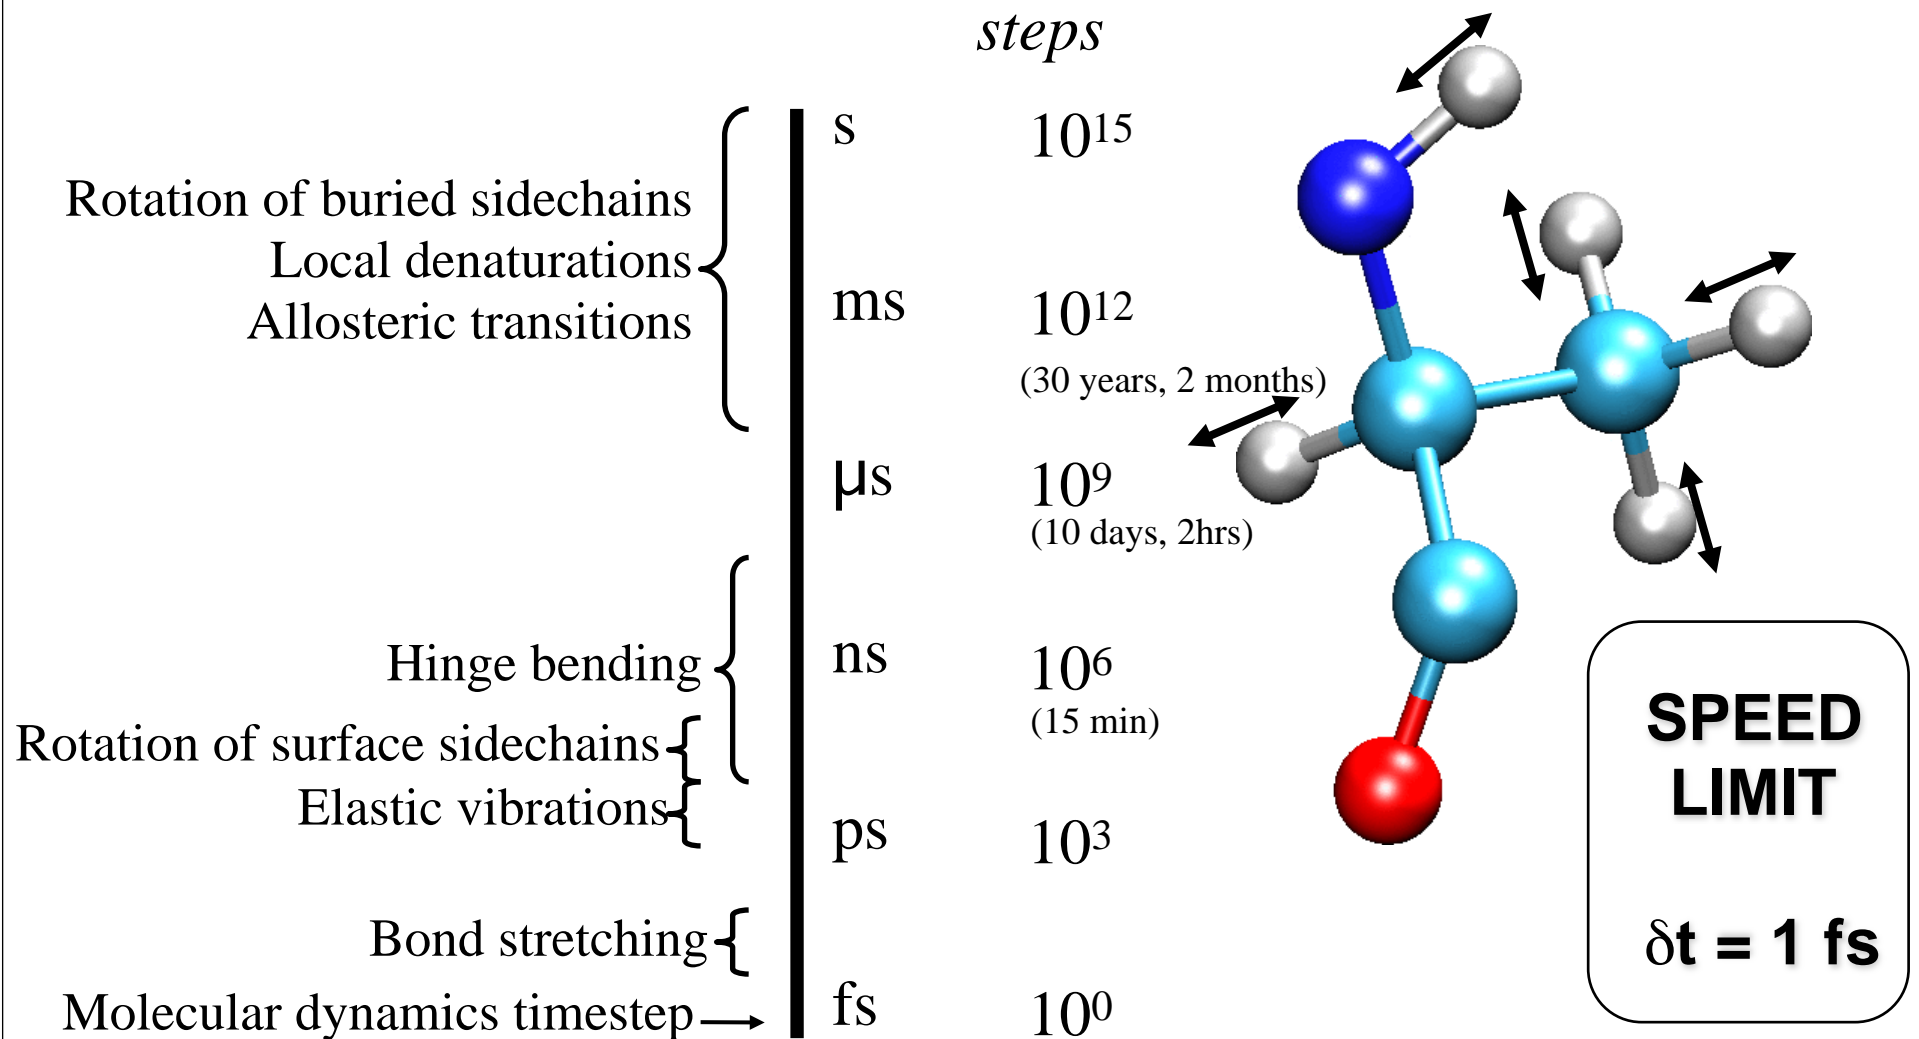 steps
s 10¹⁵
Rotation of buried sidechains
Local denaturations
Allosteric transitions
ms 10¹²
(30 years, 2 months)
µs 10⁹
(10 days, 2hrs)
Hinge bending
ns 10⁶
(15 min)
Rotation of surface sidechains
Elastic vibrations
ps 10³
Bond stretching
Molecular dynamics timestep
fs 10⁰
SPEED
LIMIT
δt = 1 fs